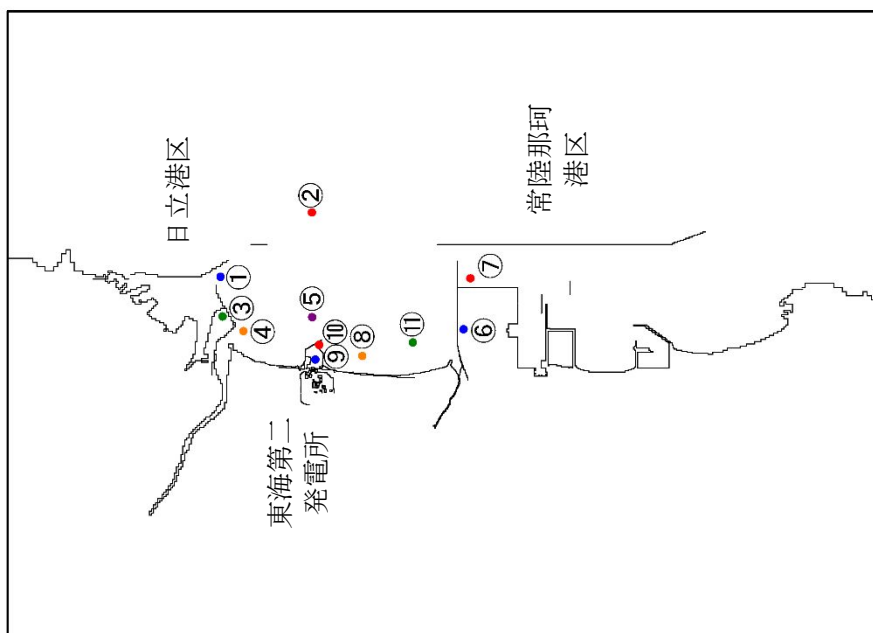 日立港区
常陸那珂
港区
東海第二
発電所
①
②
③
④
⑤
⑥
⑦
⑧
⑨
⑩
⑪